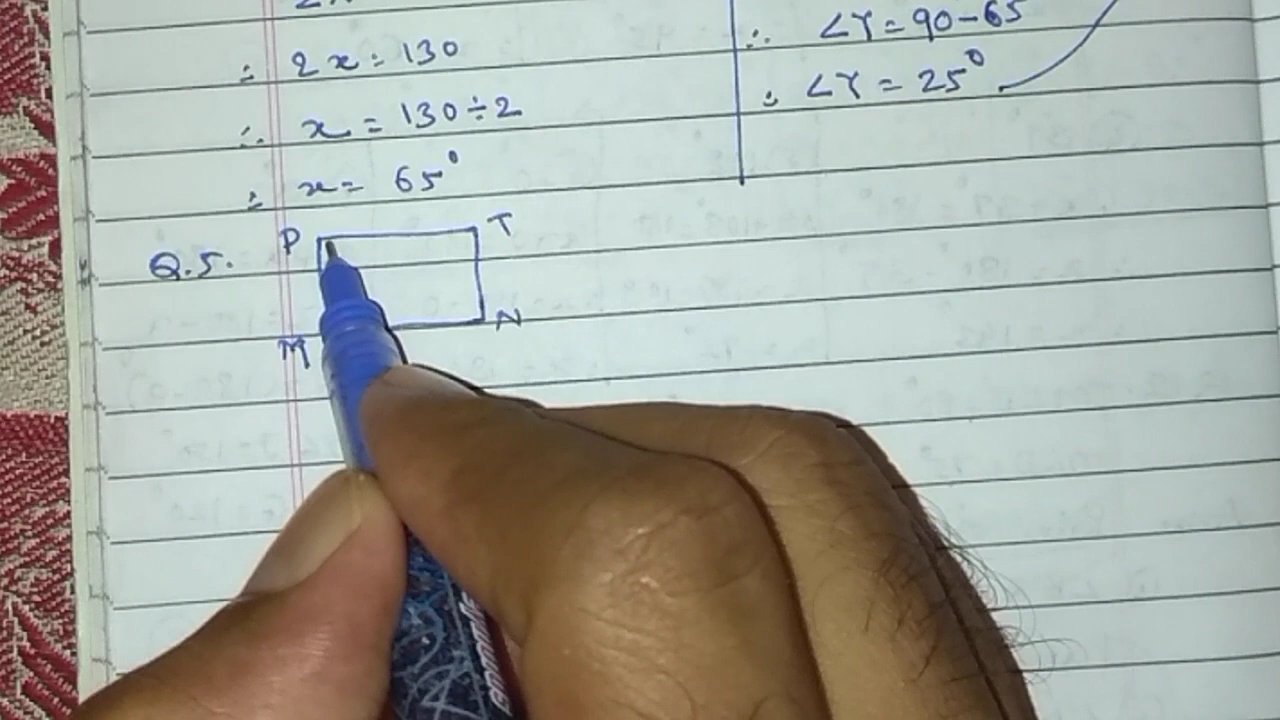 ∴ 2x = 130
∴ x = 130÷2
∴ x = 65°
∴ ∠Y = 90-65
∴ ∠Y = 25°
Q.5. P T
M N